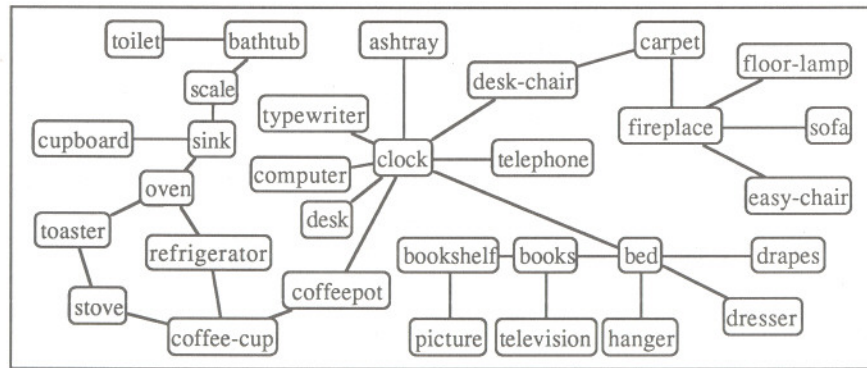 toilet
bathtub
ashtray
carpet
floor-lamp
desk-chair
scale
typewriter
fireplace
sofa
cupboard
sink
clock
telephone
computer
oven
easy-chair
desk
toaster
refrigerator
bookshelf
books
bed
drapes
coffeepot
stove
dresser
coffee-cup
picture
television
hanger